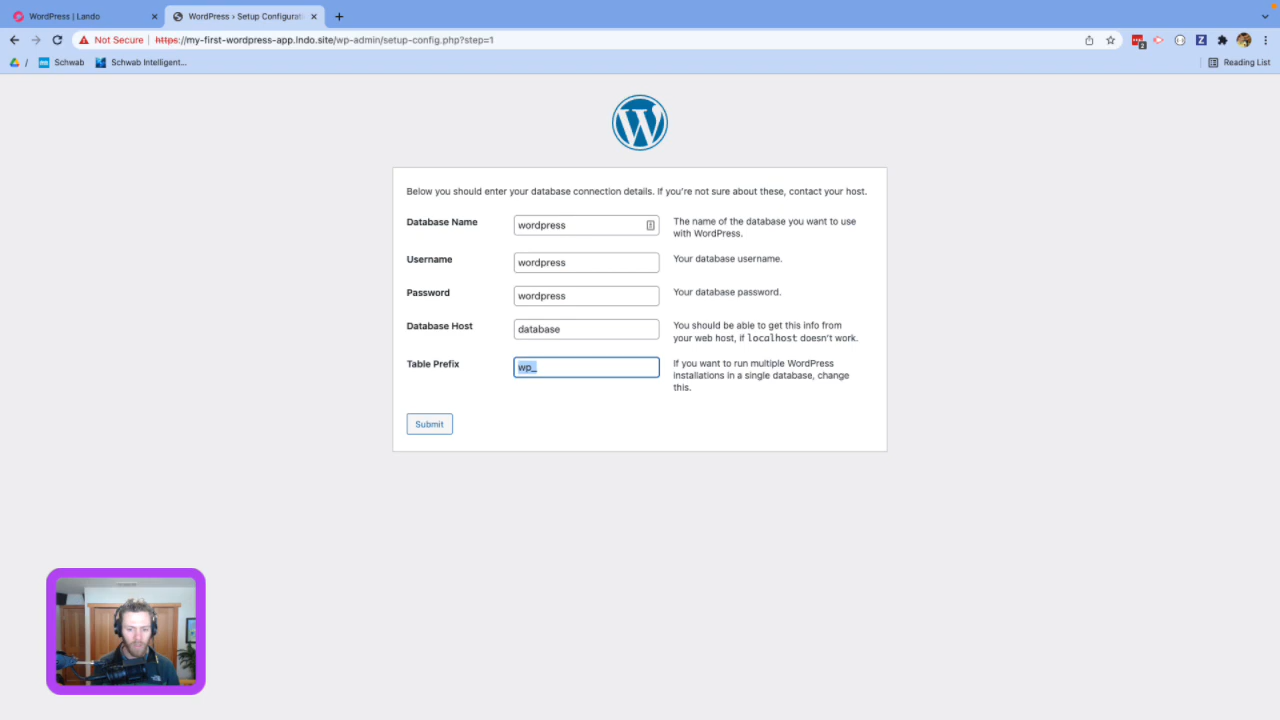 WordPress | Lando
WordPress › Setup Configurati
Not Secure | https://my-first-wordpress-app.lndo.site/wp-admin/setup-config.php?step=1
/ Schwab Schwab Intelligent... Reading List
Below you should enter your database connection details. If you're not sure about these, contact your host.
Database Name
wordpress
The name of the database you want to use
with WordPress.
Username
wordpress
Your database username.
Password
wordpress
Your database password.
Database Host
database
You should be able to get this info from
your web host, if localhost doesn't work.
Table Prefix
wp_
If you want to run multiple WordPress
installations in a single database, change
this.
Submit